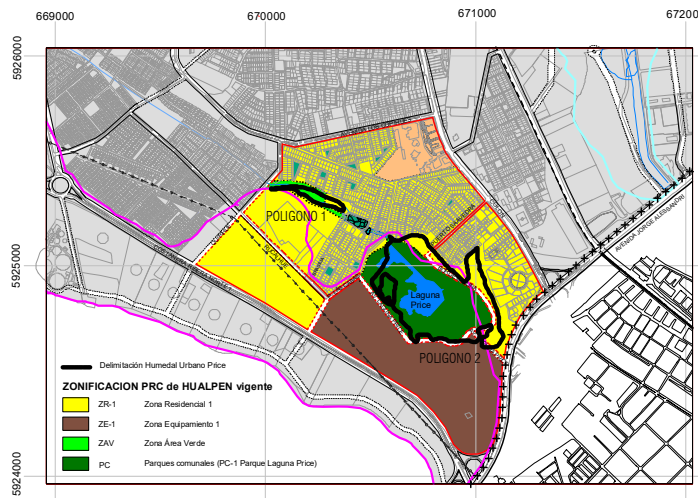 669000 670000 671000 67200
5926000
5925000
5924000
POLIGONO 1
Laguna
Price
POLIGONO 2
AVENIDA JORGE ALESSANDRI
Delimitación Humedal Urbano Price
ZONIFICACION PRC de HUALPEN vigente
ZR-1 Zona Residencial 1
ZE-1 Zona Equipamiento 1
ZAV Zona Área Verde
PC Parques comunales (PC-1 Parque Laguna Price)